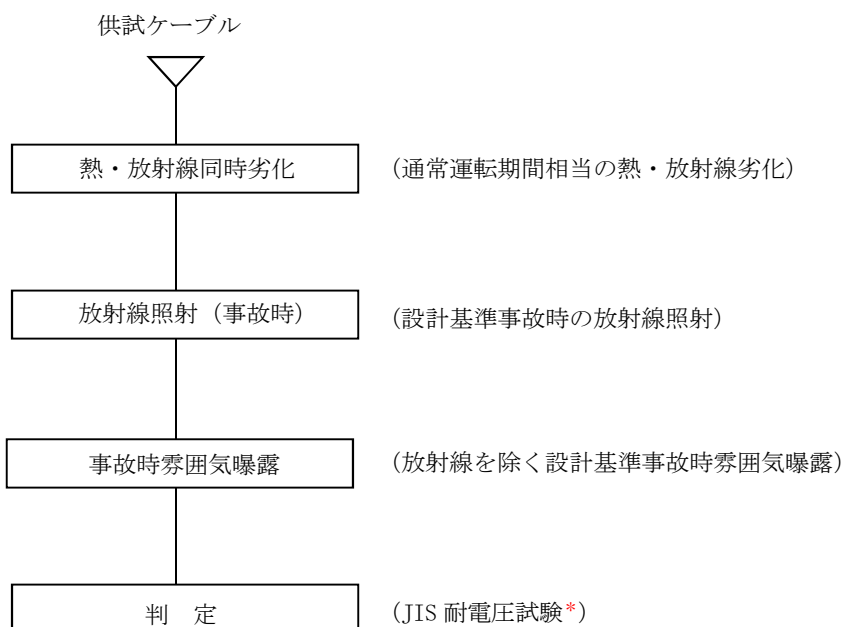 供試ケーブル
熱・放射線同時劣化 （通常運転期間相当の熱・放射線劣化）
放射線照射（事故時） （設計基準事故時の放射線照射）
事故時雰囲気曝露 （放射線を除く設計基準事故時雰囲気曝露）
判　定 （JIS 耐電圧試験*）